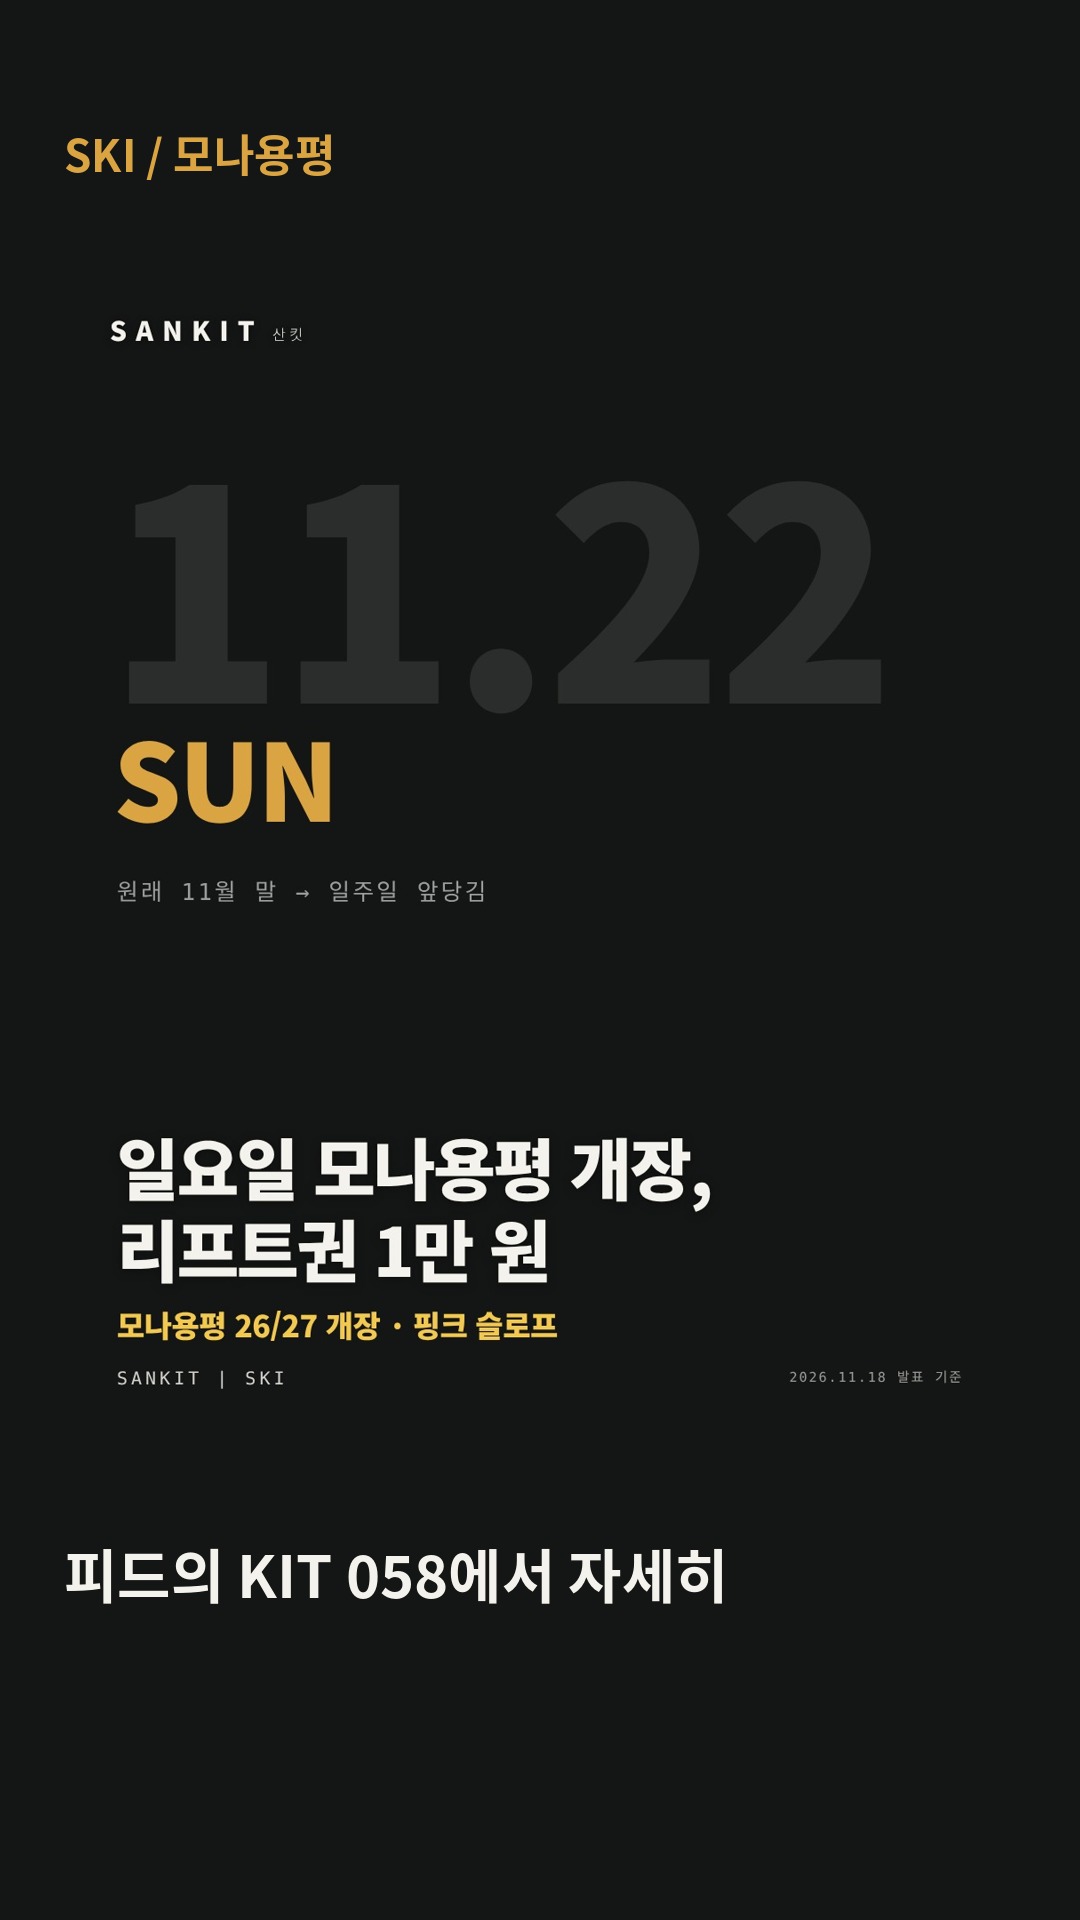 SKI / 모나용평
SANKIT 산킷
11.22
SUN
원래 11월 말 → 일주일 앞당김
일요일 모나용평 개장,
리프트권 1만 원
모나용평 26/27 개장 · 핑크 슬로프
SANKIT | SKI
2026.11.18 발표 기준
피드의 KIT 058에서 자세히